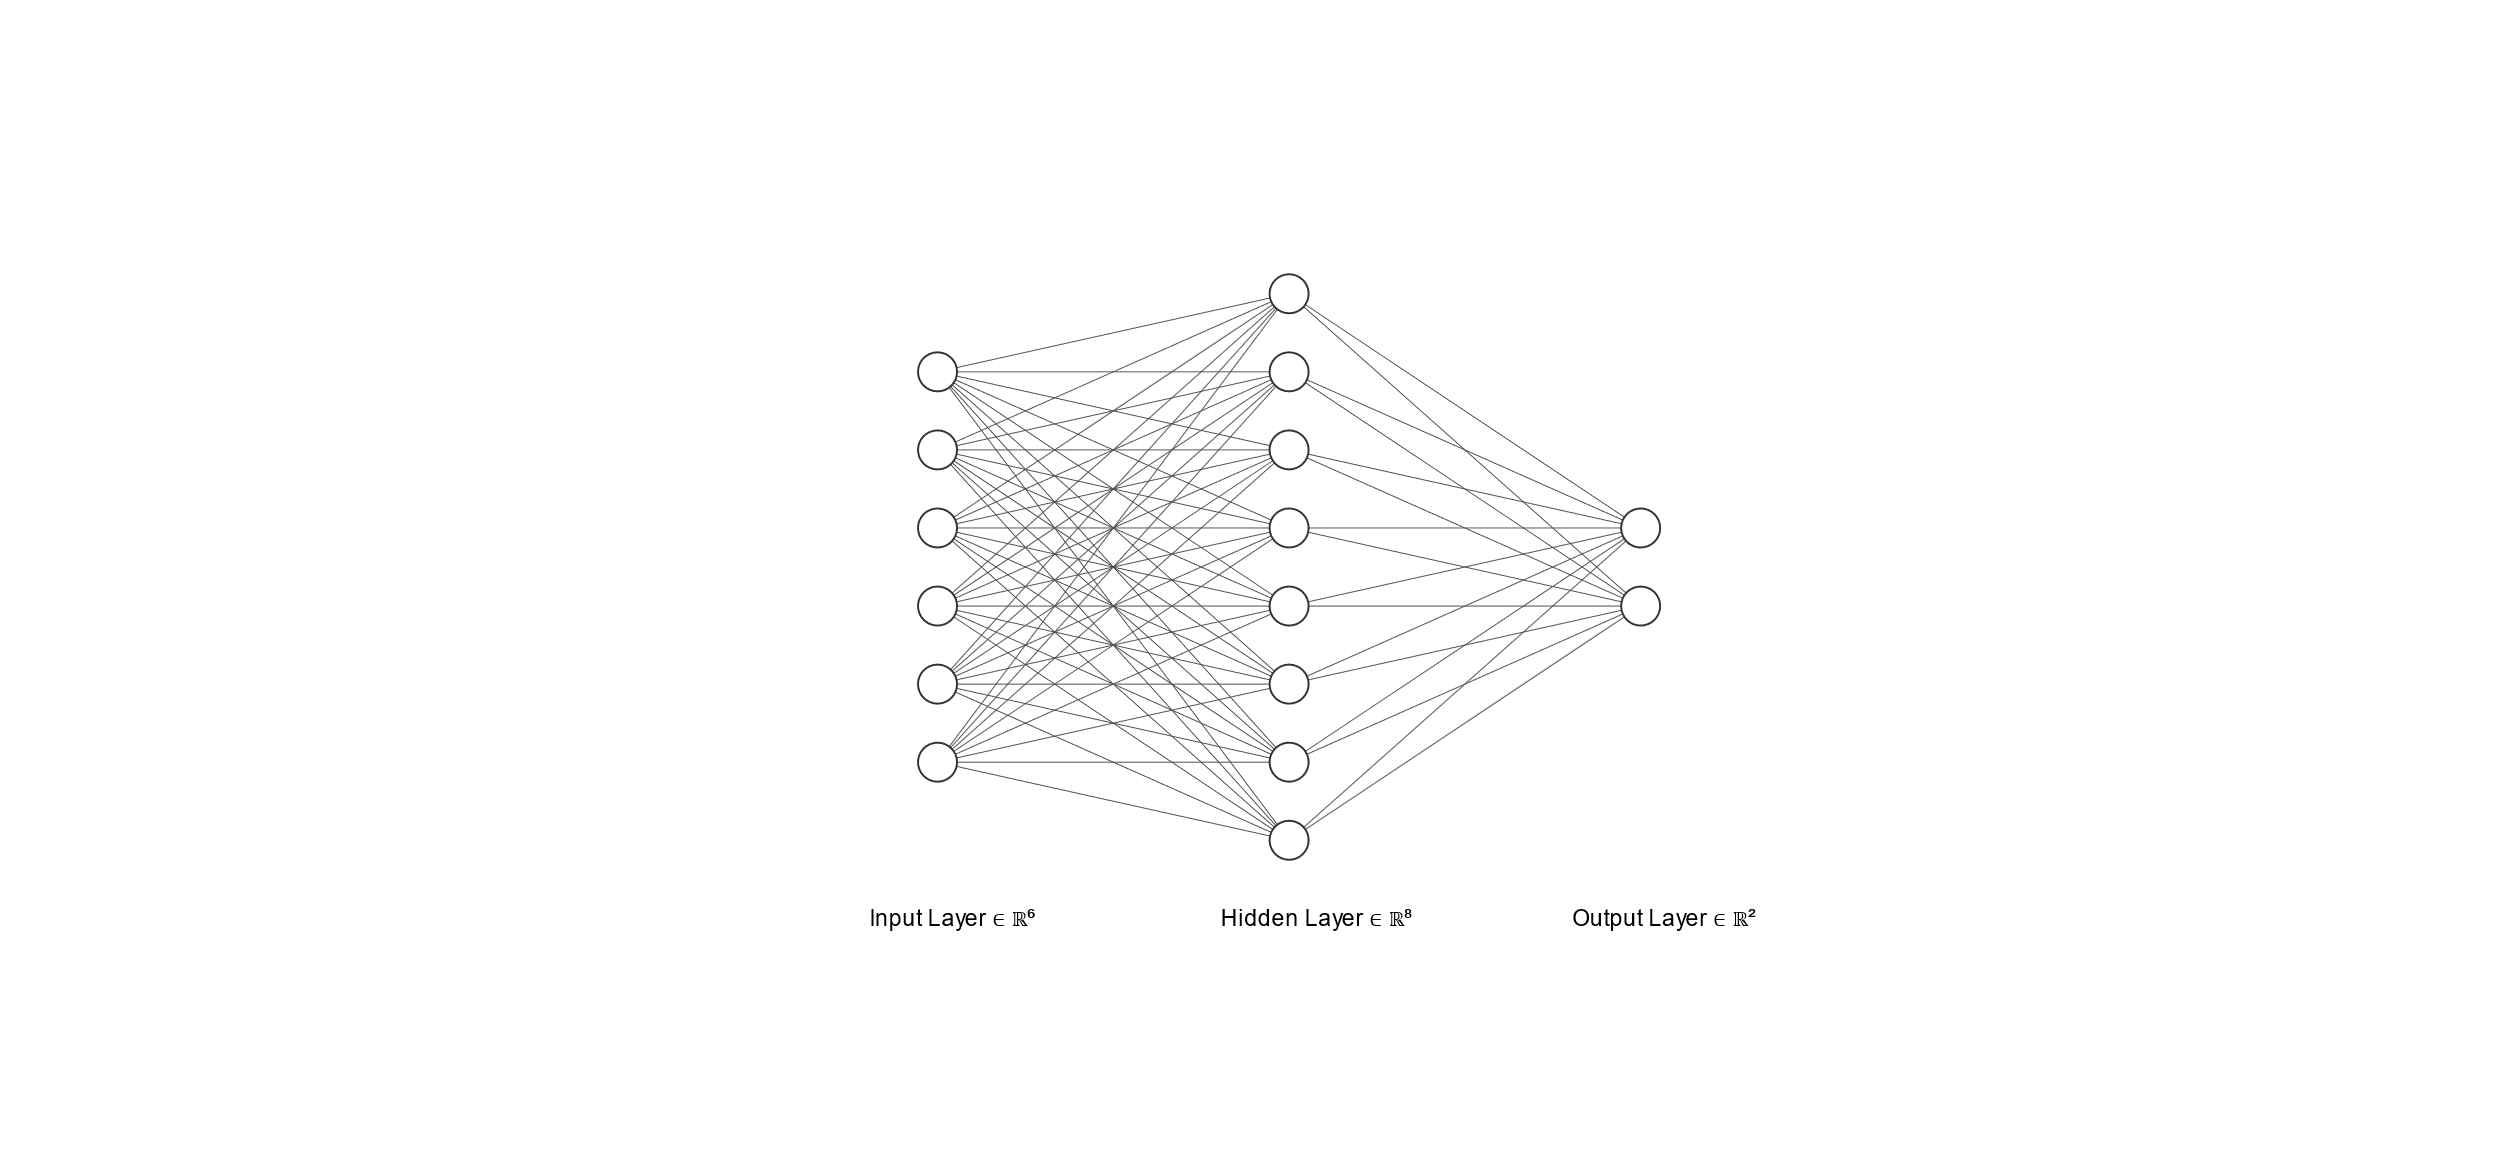 Input Layer ∈ ℝ⁶
Hidden Layer ∈ ℝ⁸
Output Layer ∈ ℝ²